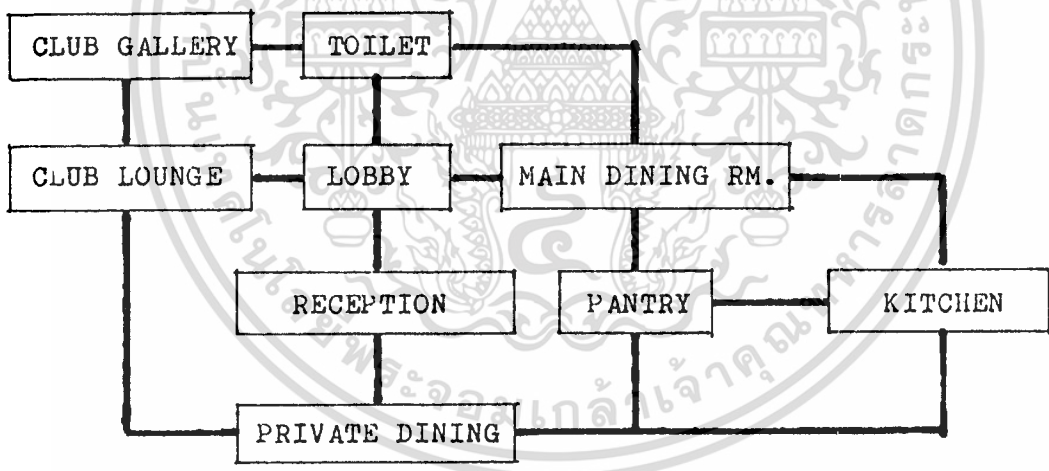 CLUB GALLERY
TOILET
CLUB LOUNGE
LOBBY
MAIN DINING RM.
RECEPTION
PANTRY
KITCHEN
PRIVATE DINING